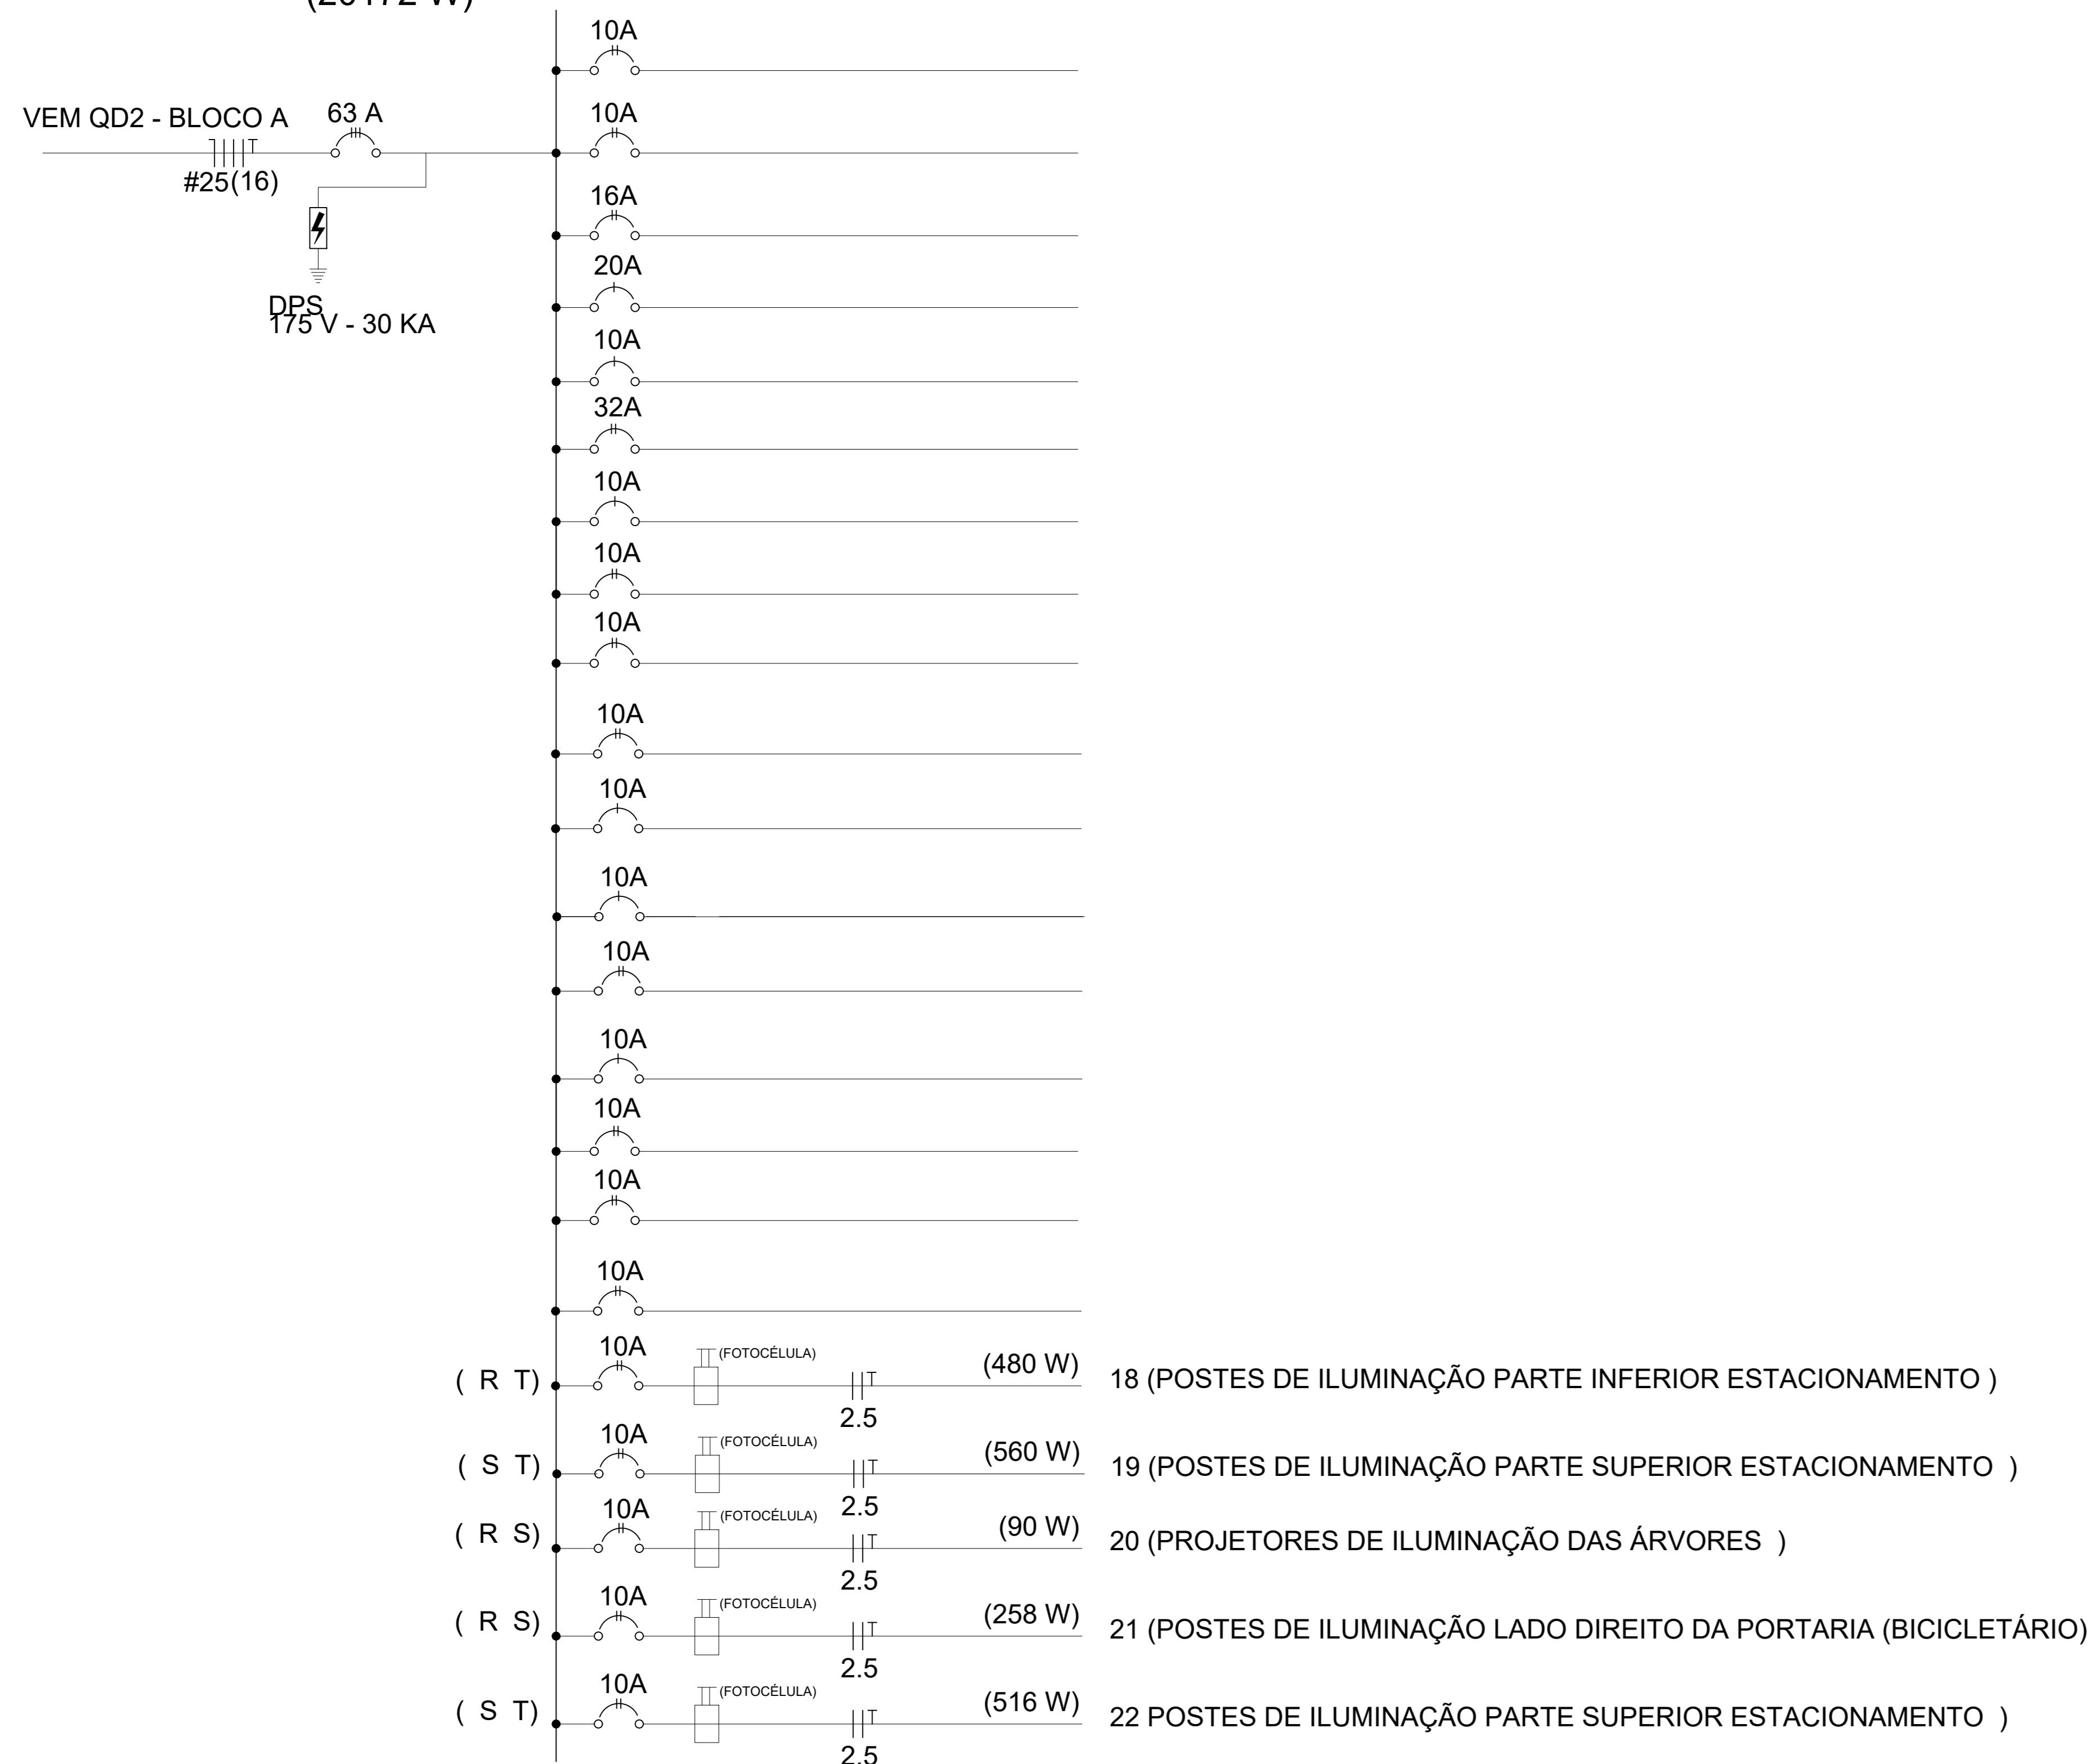 10A
VEM QD2 - BLOCO A
63 A
10A
#25(16)
16A
20A
DPS
175 V - 30 KA
10A
32A
10A
10A
10A
10A
10A
10A
10A
10A
10A
10A
10A
( R T) 10A (FOTOCÉLULA) 2.5 (480 W) 18 (POSTES DE ILUMINAÇÃO PARTE INFERIOR ESTACIONAMENTO )
( S T) 10A (FOTOCÉLULA) 2.5 (560 W) 19 (POSTES DE ILUMINAÇÃO PARTE SUPERIOR ESTACIONAMENTO )
( R S) 10A (FOTOCÉLULA) 2.5 (90 W) 20 (PROJETORES DE ILUMINAÇÃO DAS ÁRVORES )
( R S) 10A (FOTOCÉLULA) 2.5 (258 W) 21 (POSTES DE ILUMINAÇÃO LADO DIREITO DA PORTARIA (BICICLETÁRIO)
( S T) 10A (FOTOCÉLULA) 2.5 (516 W) 22 POSTES DE ILUMINAÇÃO PARTE SUPERIOR ESTACIONAMENTO )